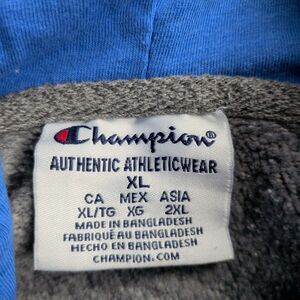 Champion®
AUTHENTIC ATHLETICWEAR
XL
CA MEX ASIA
XL/TG XG 2XL
MADE IN BANGLADESH
FABRIQUÉ AU BANGLADESH
HECHO EN BANGLADESH
CHAMPION.COM